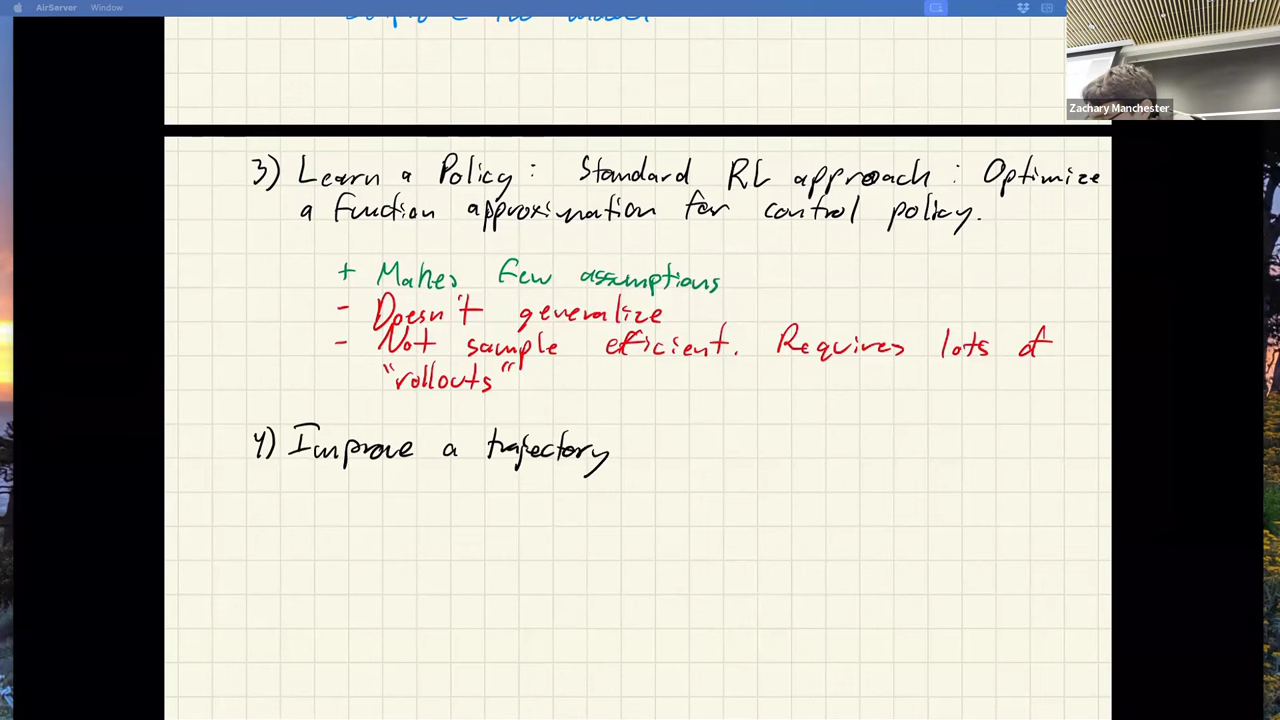 AirServer Window
Zachary Manchester
3) Learn a Policy: Standard RL approach: Optimize
a function approximation for control policy.
+ Makes few assumptions
- Doesn't generalize
- Not sample efficient. Requires lots of
"rollouts"
4) Improve a trajectory